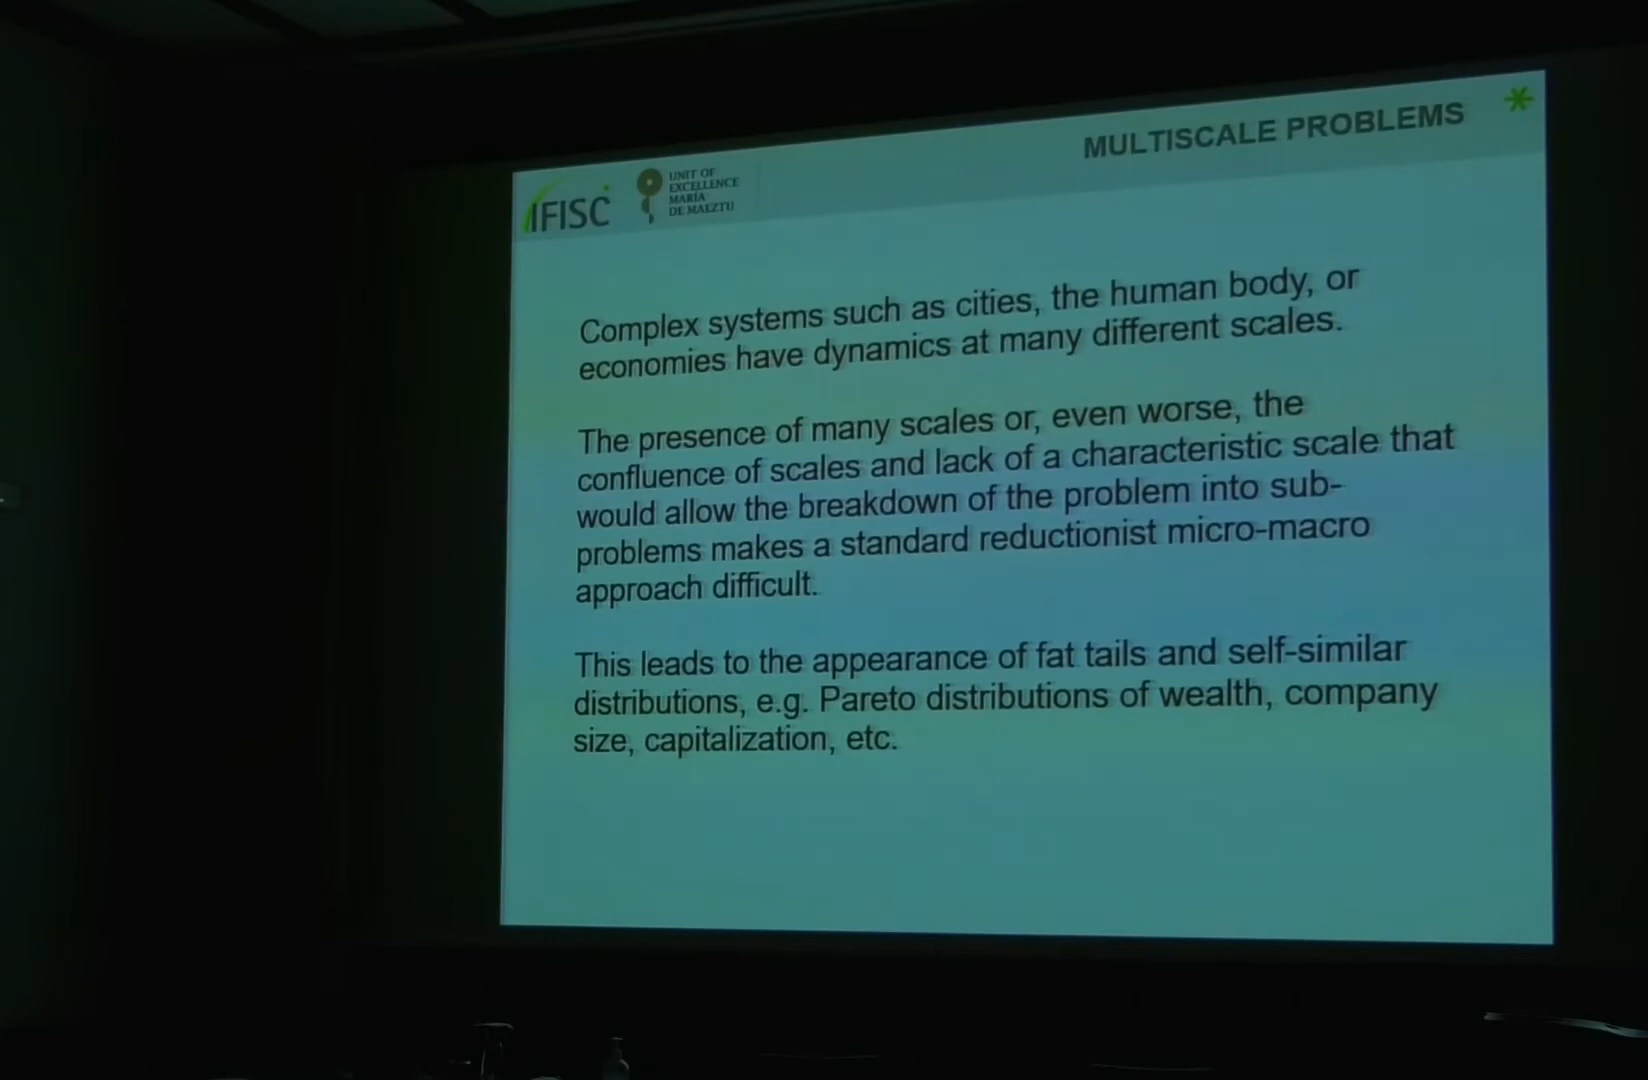 MULTISCALE PROBLEMS
IFISC
UNIT OF
EXCELLENCE
MARÍA
DE MAEZTU
Complex systems such as cities, the human body, or
economies have dynamics at many different scales.
The presence of many scales or, even worse, the
confluence of scales and lack of a characteristic scale that
would allow the breakdown of the problem into sub-
problems makes a standard reductionist micro-macro
approach difficult.
This leads to the appearance of fat tails and self-similar
distributions, e.g. Pareto distributions of wealth, company
size, capitalization, etc.